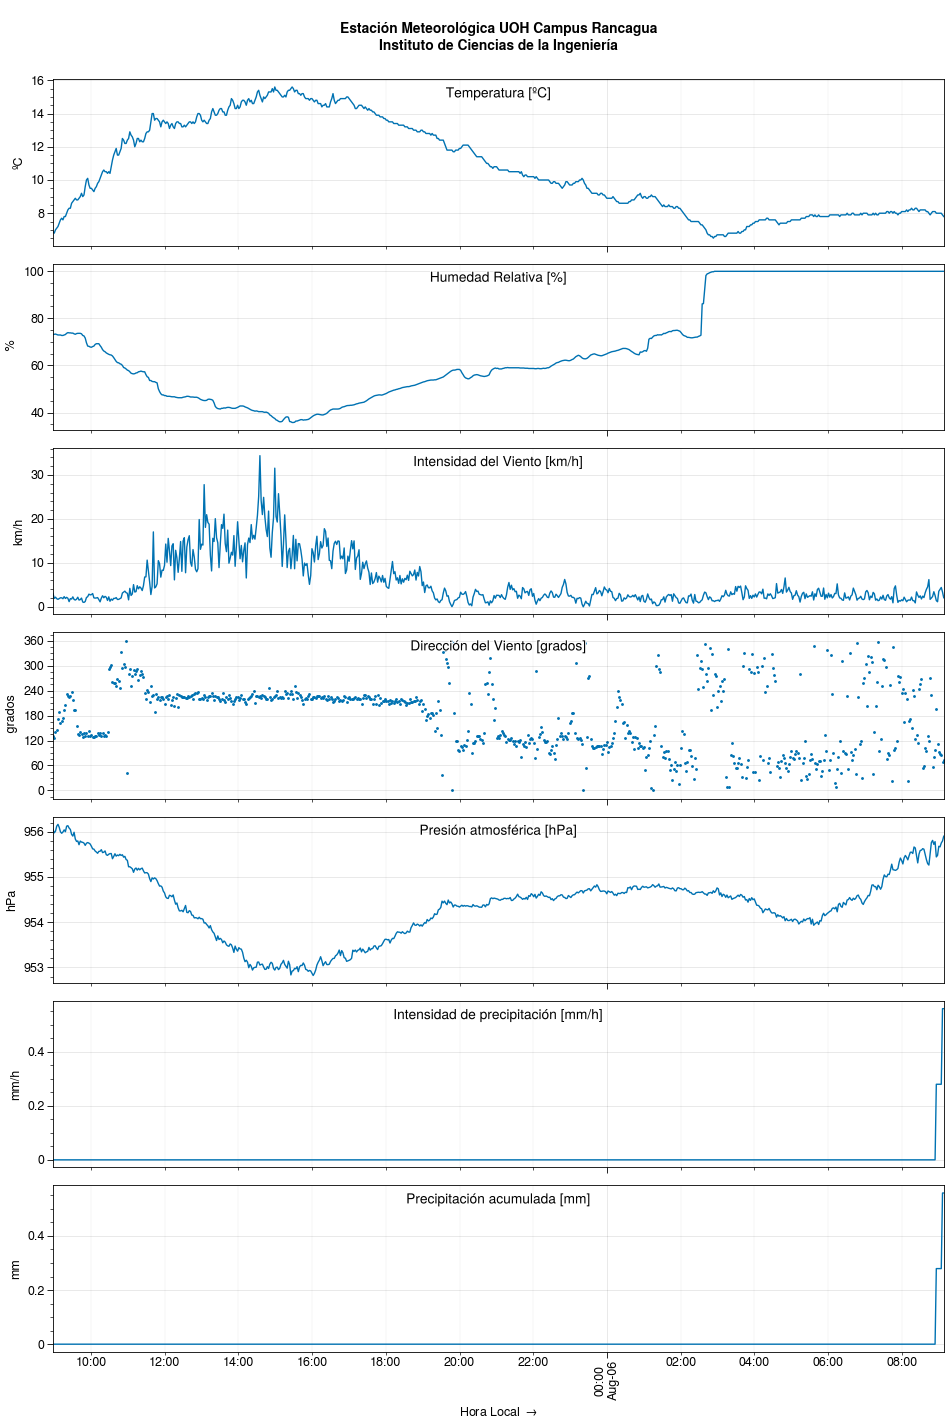 Estación Meteorológica UOH Campus Rancagua
Instituto de Ciencias de la Ingeniería
Temperatura [ºC]
ºC
16
14
12
10
8
Humedad Relativa [%]
%
100
80
60
40
Intensidad del Viento [km/h]
km/h
30
20
10
0
Dirección del Viento [grados]
grados
360
300
240
180
120
60
0
Presión atmosférica [hPa]
hPa
956
955
954
953
Intensidad de precipitación [mm/h]
mm/h
0.4
0.2
0
Precipitación acumulada [mm]
mm
0.4
0.2
0
10:00 12:00 14:00 16:00 18:00 20:00 22:00 00:00 02:00 04:00 06:00 08:00
Aug-06
Hora Local →